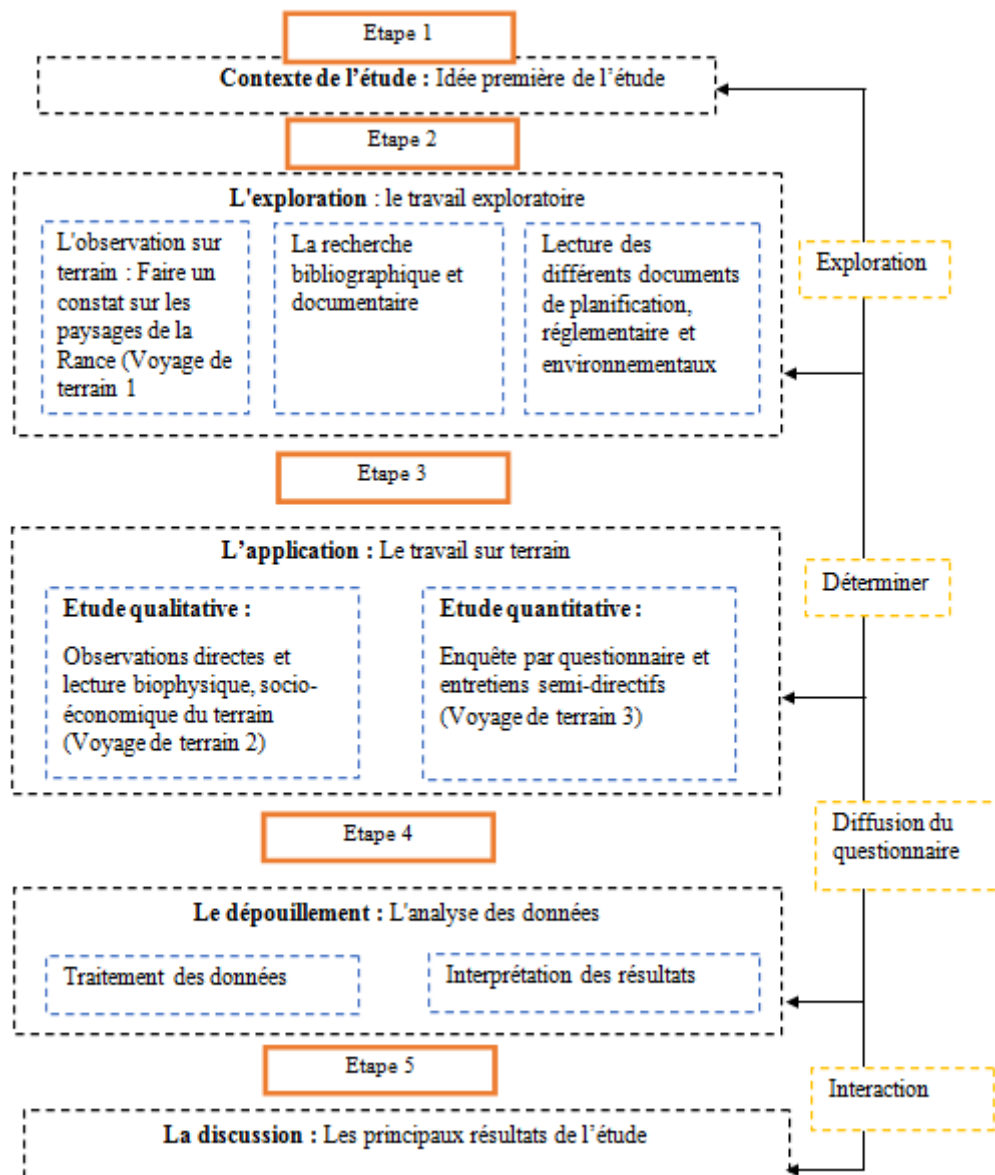 Etape 1
Contexte de l'étude : Idée première de l'étude
Etape 2
L'exploration : le travail exploratoire
L'observation sur
terrain : Faire un
constat sur les
paysages de la
Rance (Voyage de
terrain 1
La recherche
bibliographique et
documentaire
Lecture des
différents documents
de planification,
réglementaire et
environnementaux
Exploration
Etape 3
L'application : Le travail sur terrain
Etude qualitative :
Observations directes et
lecture biophysique, socio-
économique du terrain
(Voyage de terrain 2)
Etude quantitative :
Enquête par questionnaire et
entretiens semi-directifs
(Voyage de terrain 3)
Déterminer
Etape 4
Diffusion du
questionnaire
Le dépouillement : L'analyse des données
Traitement des données
Interprétation des résultats
Etape 5
Interaction
La discussion : Les principaux résultats de l'étude